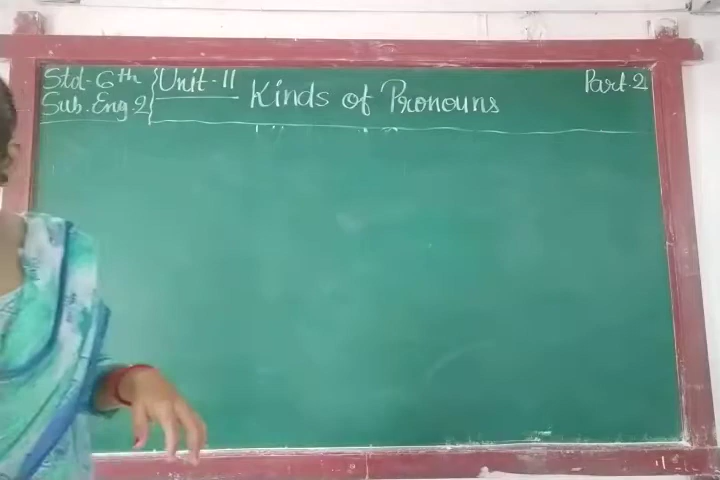 Std-6th
Sub. Eng.2
Unit-11
Kinds of Pronouns
Part.2